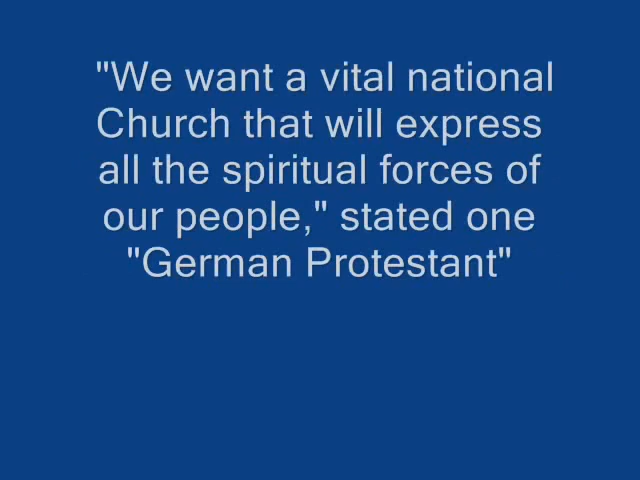 "We want a vital national
Church that will express
all the spiritual forces of
our people," stated one
"German Protestant"